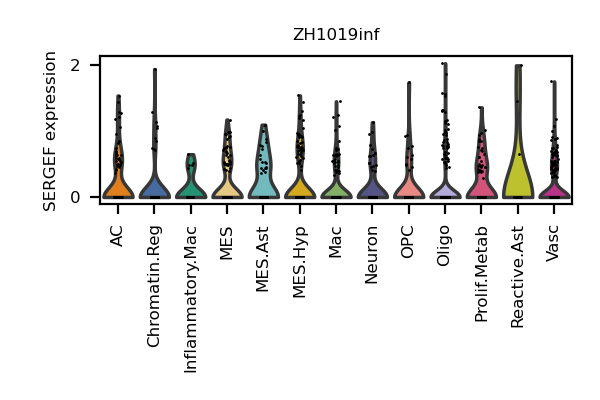 ZH1019inf
SERGEF expression
2
0
AC
Chromatin.Reg
Inflammatory.Mac
MES
MES.Ast
MES.Hyp
Mac
Neuron
OPC
Oligo
Prolif.Metab
Reactive.Ast
Vasc